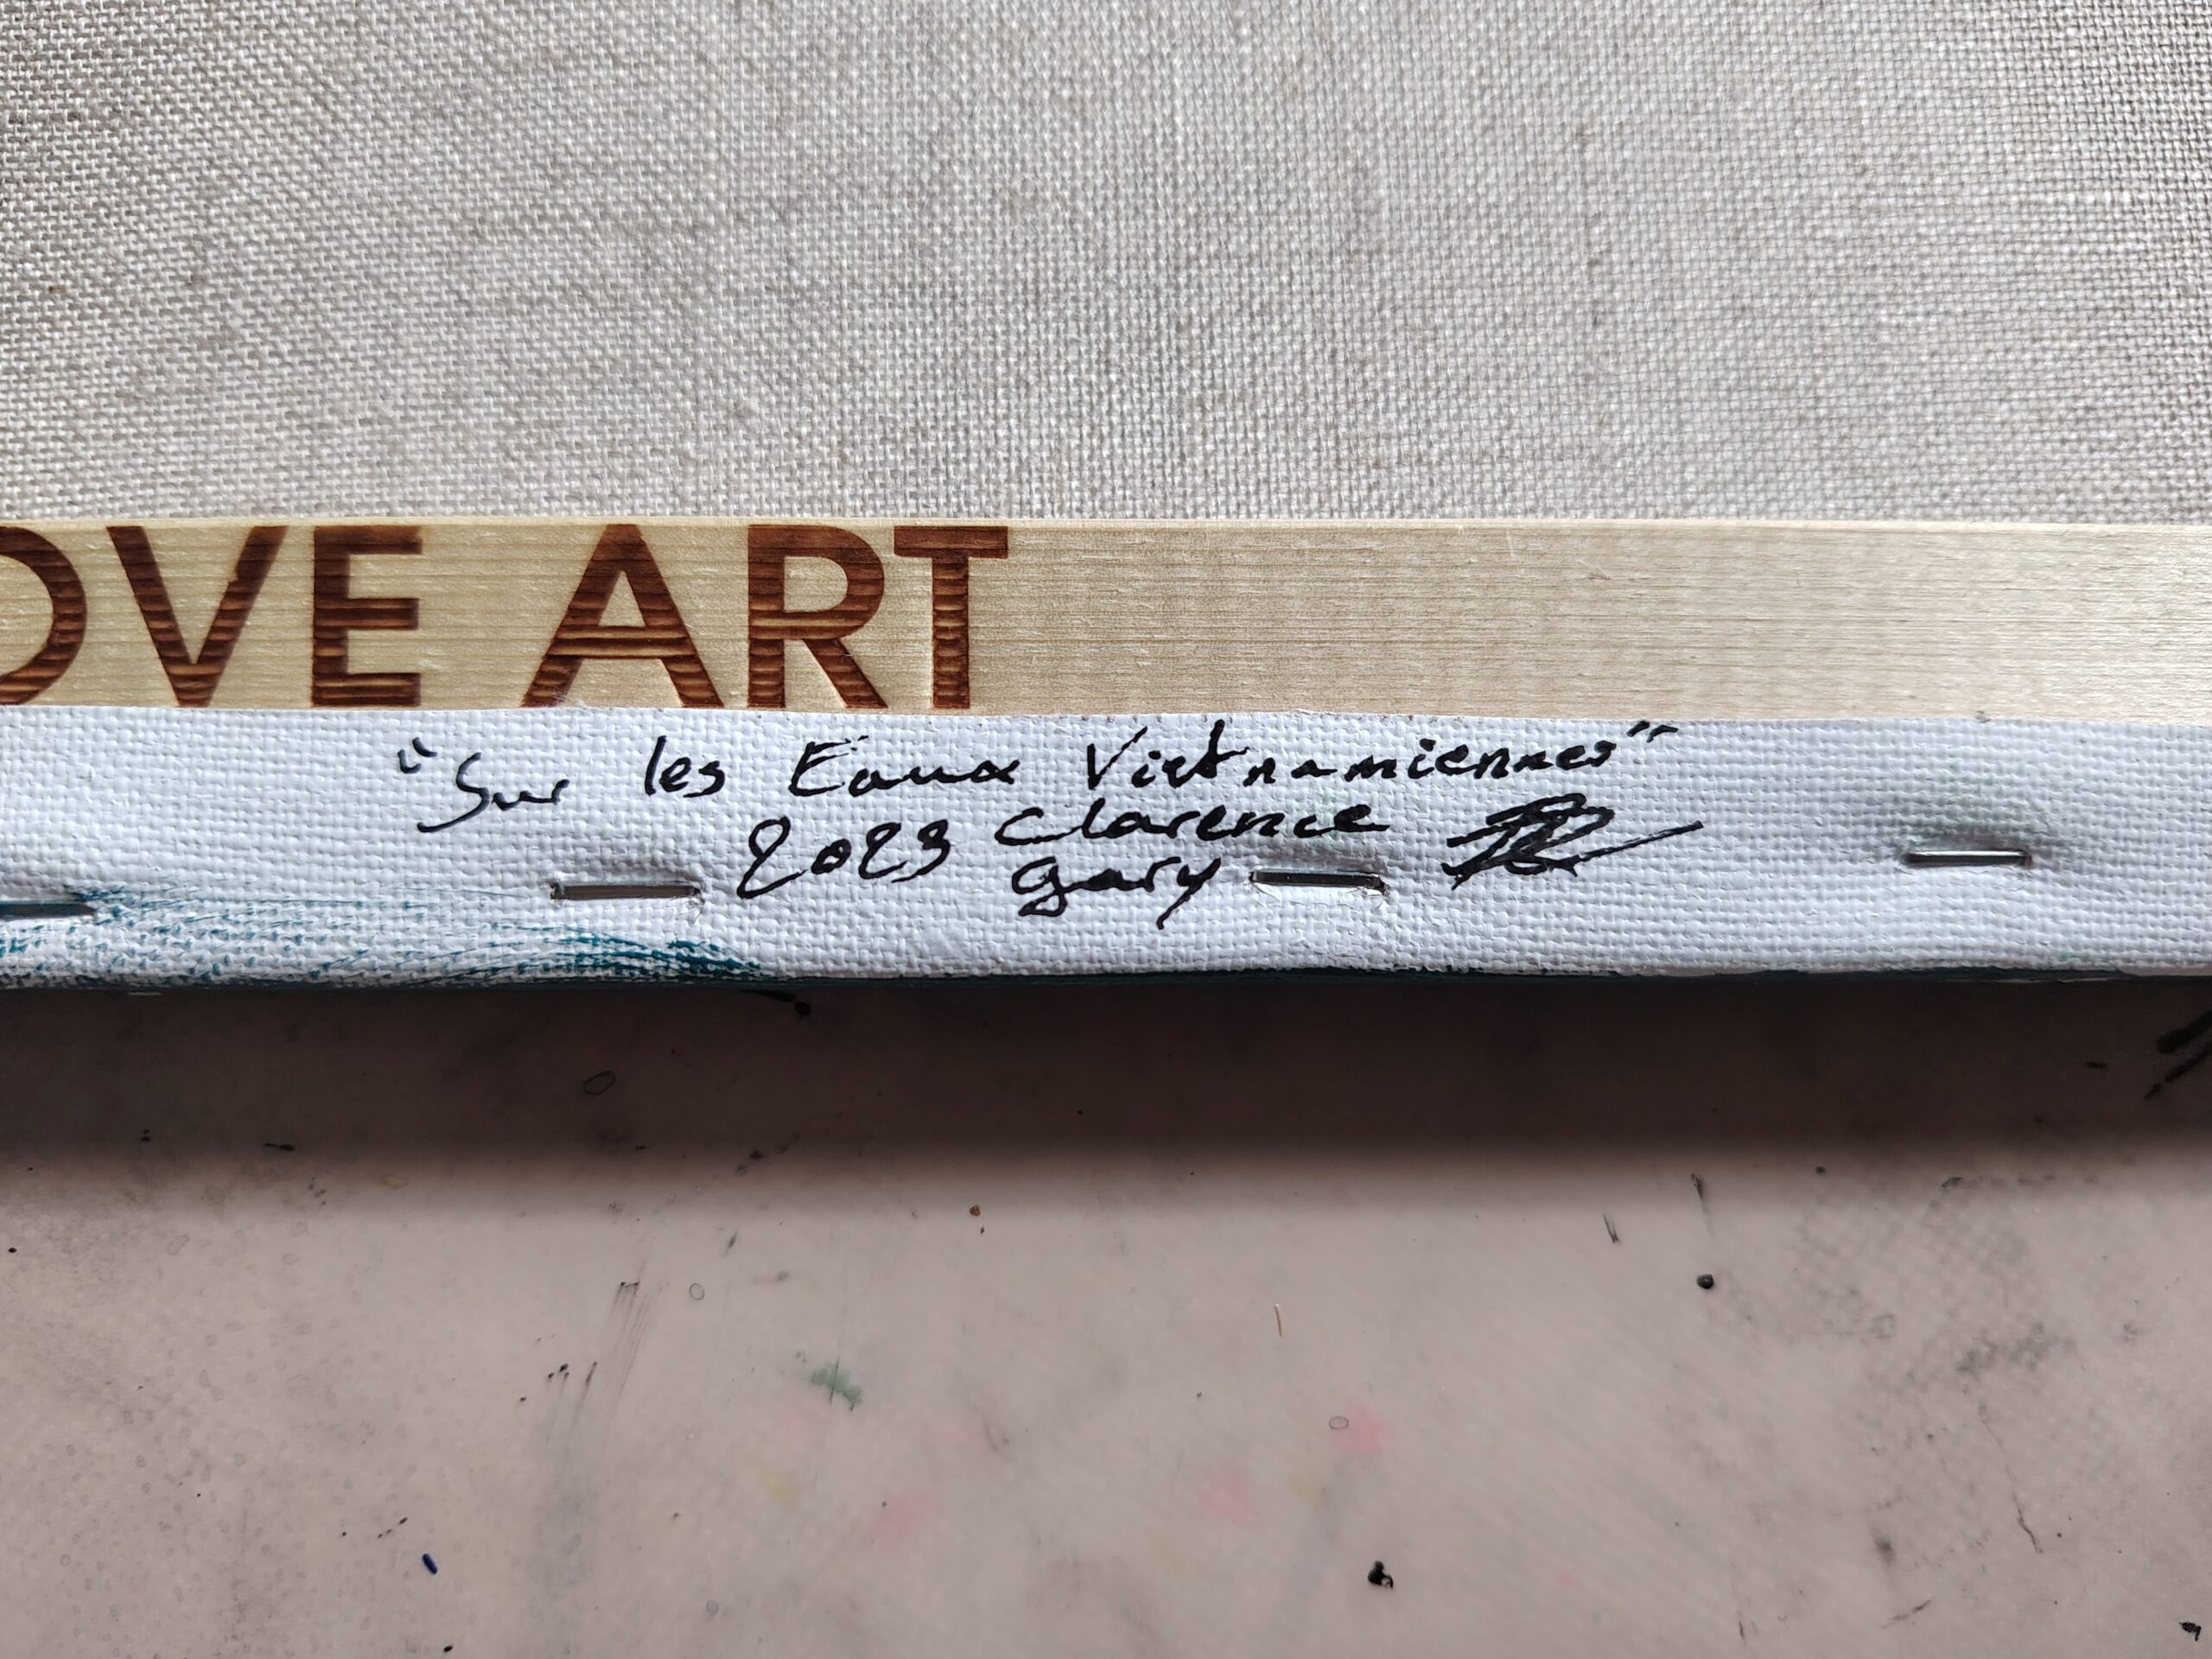 OVE ART
"Sur les Eaux Vietnamiennes"
2023 Clarence
Gary